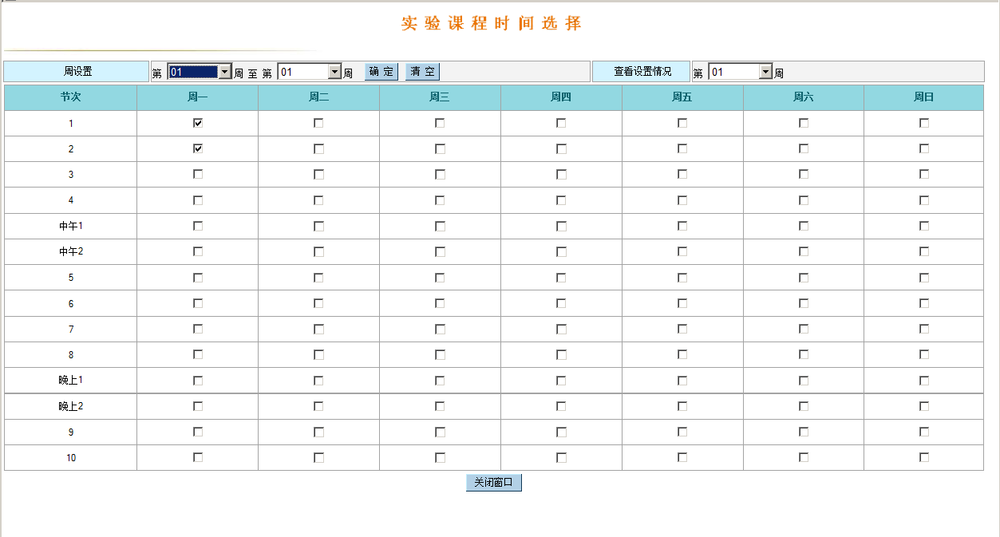 实验课程时间选择
周设置 第 01 周 至 第 01 周 确 定 清 空 查看设置情况 第 01 周
节次 周一 周二 周三 周四 周五 周六 周日
1
2
3
4
中午1
中午2
5
6
7
8
晚上1
晚上2
9
10
关闭窗口